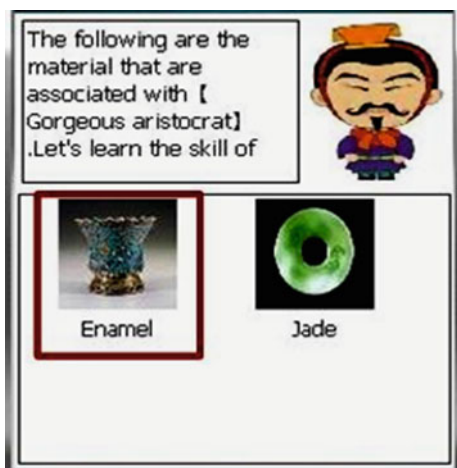 The following are the
material that are
associated with【
Gorgeous aristocrat】
.Let's learn the skill of
Enamel
Jade